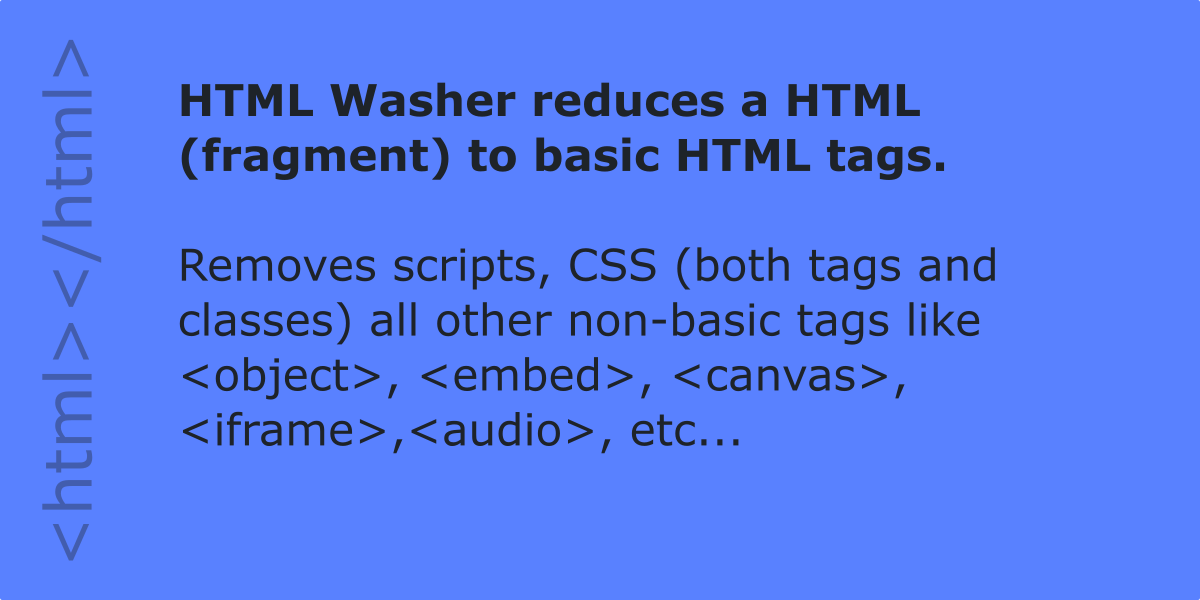 <html></html>
HTML Washer reduces a HTML
(fragment) to basic HTML tags.
Removes scripts, CSS (both tags and
classes) all other non-basic tags like
<object>, <embed>, <canvas>,
<iframe>,<audio>, etc...